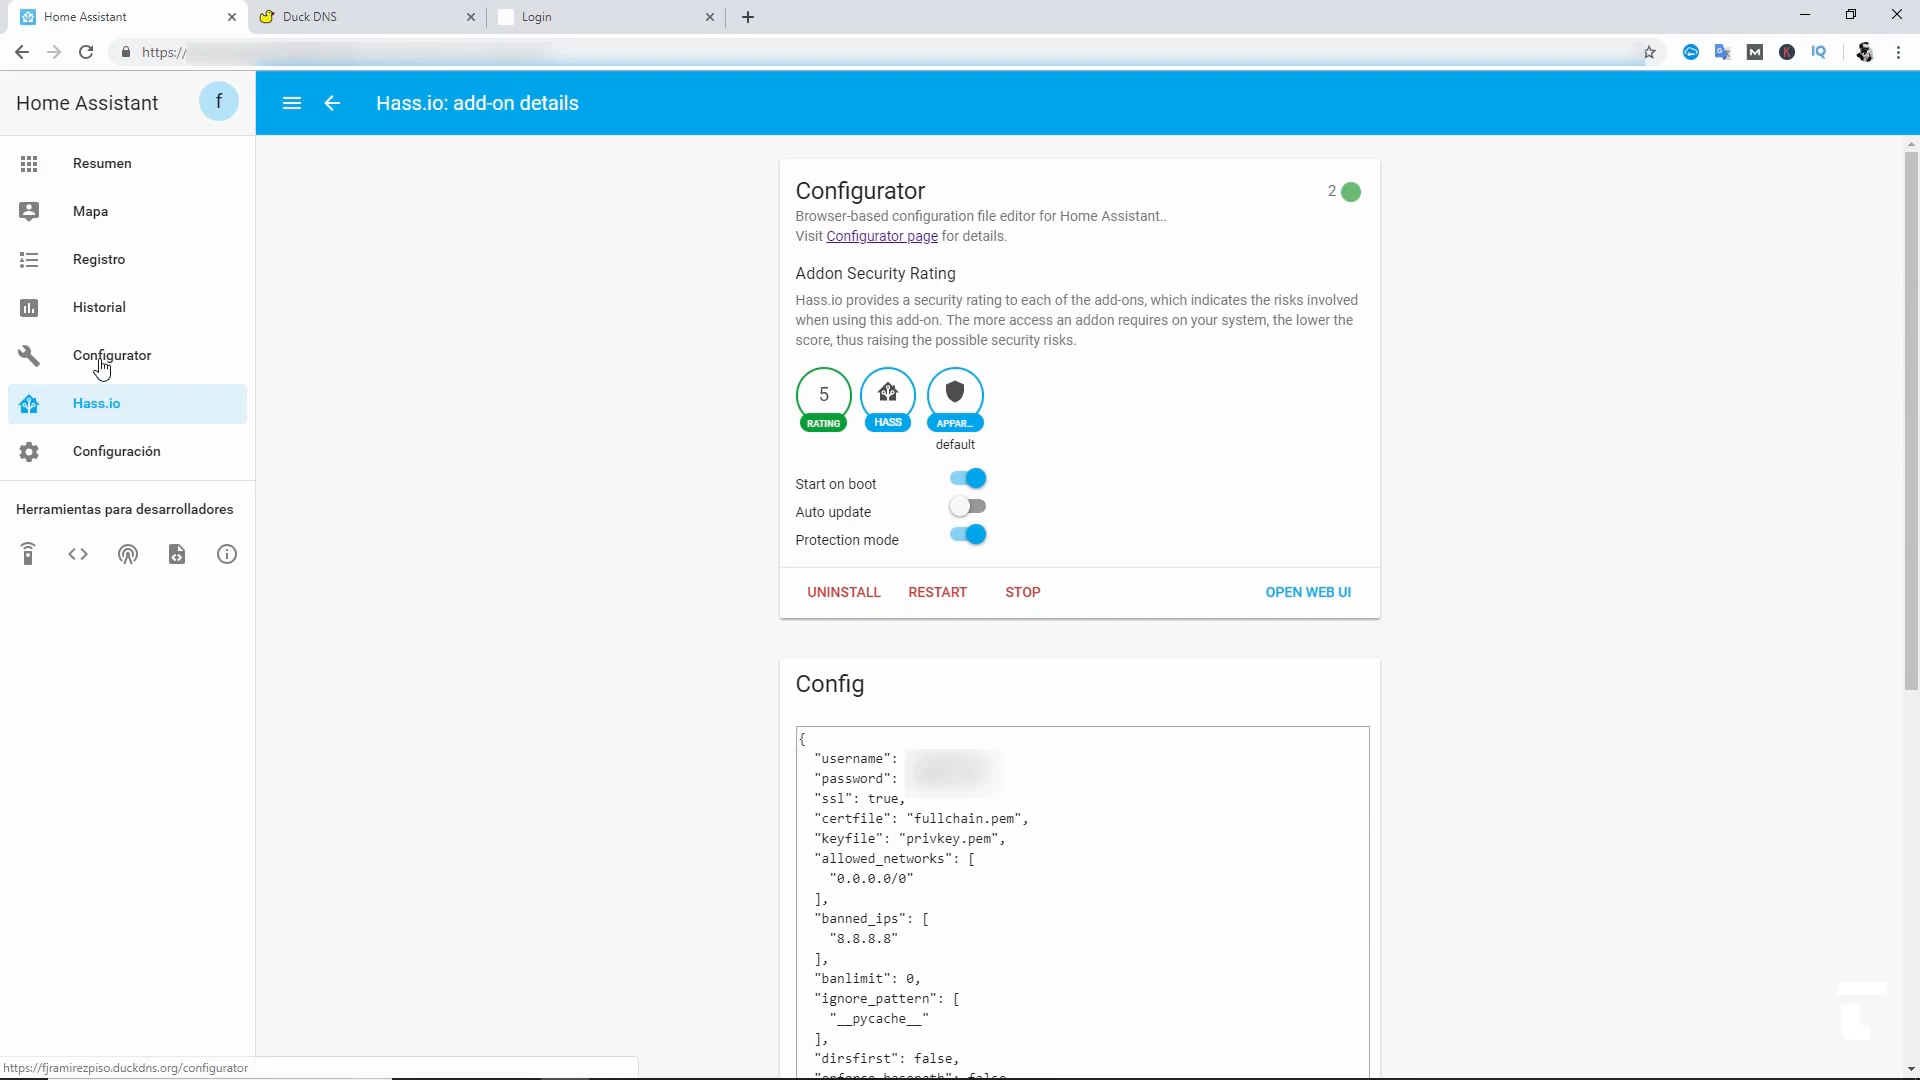 Home Assistant
Duck DNS
Login
https://
Home Assistant
f
Hass.io: add-on details
Resumen
Mapa
Registro
Historial
Configurator
Hass.io
Configuración
Herramientas para desarrolladores
Configurator
2
Browser-based configuration file editor for Home Assistant..
Visit Configurator page for details.
Addon Security Rating
Hass.io provides a security rating to each of the add-ons, which indicates the risks involved
when using this add-on. The more access an addon requires on your system, the lower the
score, thus raising the possible security risks.
5
RATING
HASS
APPAR...
default
Start on boot
Auto update
Protection mode
UNINSTALL RESTART STOP OPEN WEB UI
Config
{
"username":
"password":
"ssl": true,
"certfile": "fullchain.pem",
"keyfile": "privkey.pem",
"allowed_networks": [
"0.0.0.0/0"
],
"banned_ips": [
"8.8.8.8"
],
"banlimit": 0,
"ignore_pattern": [
"__pycache__"
],
"dirsfirst": false,
"enforce_basepath": false
https://fjramirezpiso.duckdns.org/configurator